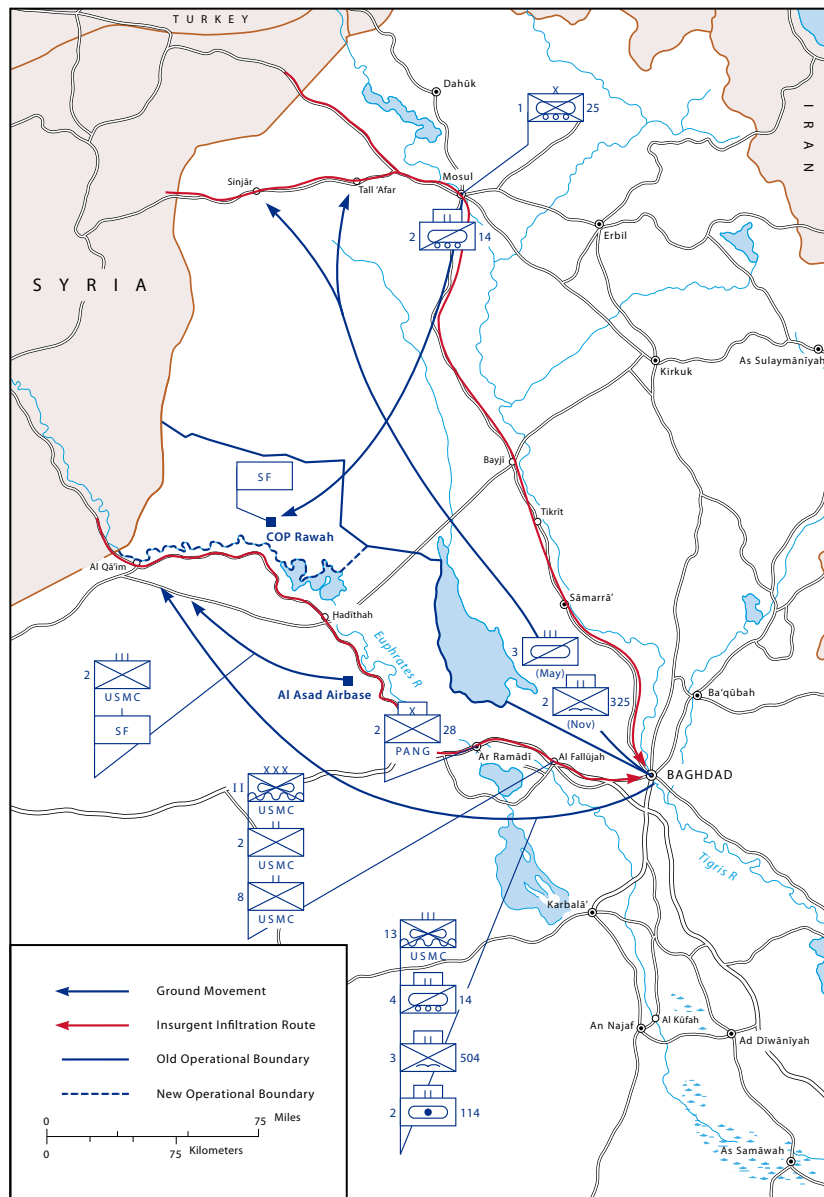 TURKEY
IRAN
SYRIA
Dahūk
X
1 25
Sinjār
Tall ‘Afar
Mosul
II
2 14
Erbil
Kirkuk
As Sulaymānīyah
Bayjī
Tikrīt
SF
COP Rawah
Al Qā’im
Hadīthah
Sāmarrā’
Euphrates R
III
3
(May)
II
2 325
(Nov)
Ba‘qūbah
III
2
USMC
I
SF
Al Asad Airbase
X
2 28
PANG
Ar Ramādī
Al Fallūjah
BAGHDAD
XXX
II
USMC
II
2
USMC
II
8
USMC
Tigris R
Karbalā’
III
13
USMC
II
4 14
II
3 504
II
2 114
An Najaf
Al Kūfah
Ad Dīwānīyah
As Samāwah
Ground Movement
Insurgent Infiltration Route
Old Operational Boundary
New Operational Boundary
0 75 Miles
0 75 Kilometers